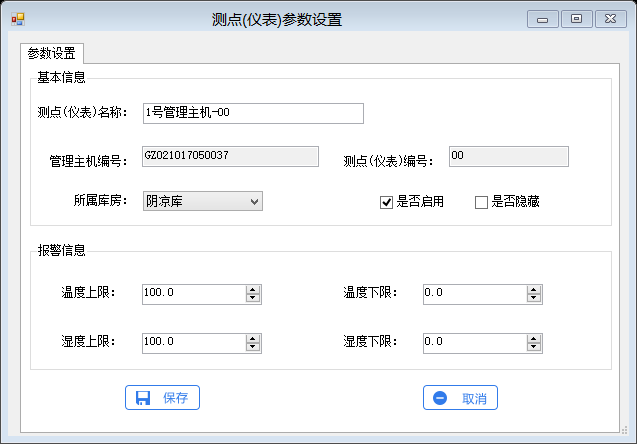 测点(仪表)参数设置
参数设置
基本信息
测点(仪表)名称： 1号管理主机-00
管理主机编号： GZ021017050037 测点(仪表)编号： 00
所属库房： 阴凉库 是否启用 是否隐藏
报警信息
温度上限： 100.0 温度下限： 0.0
湿度上限： 100.0 湿度下限： 0.0
保存 取消